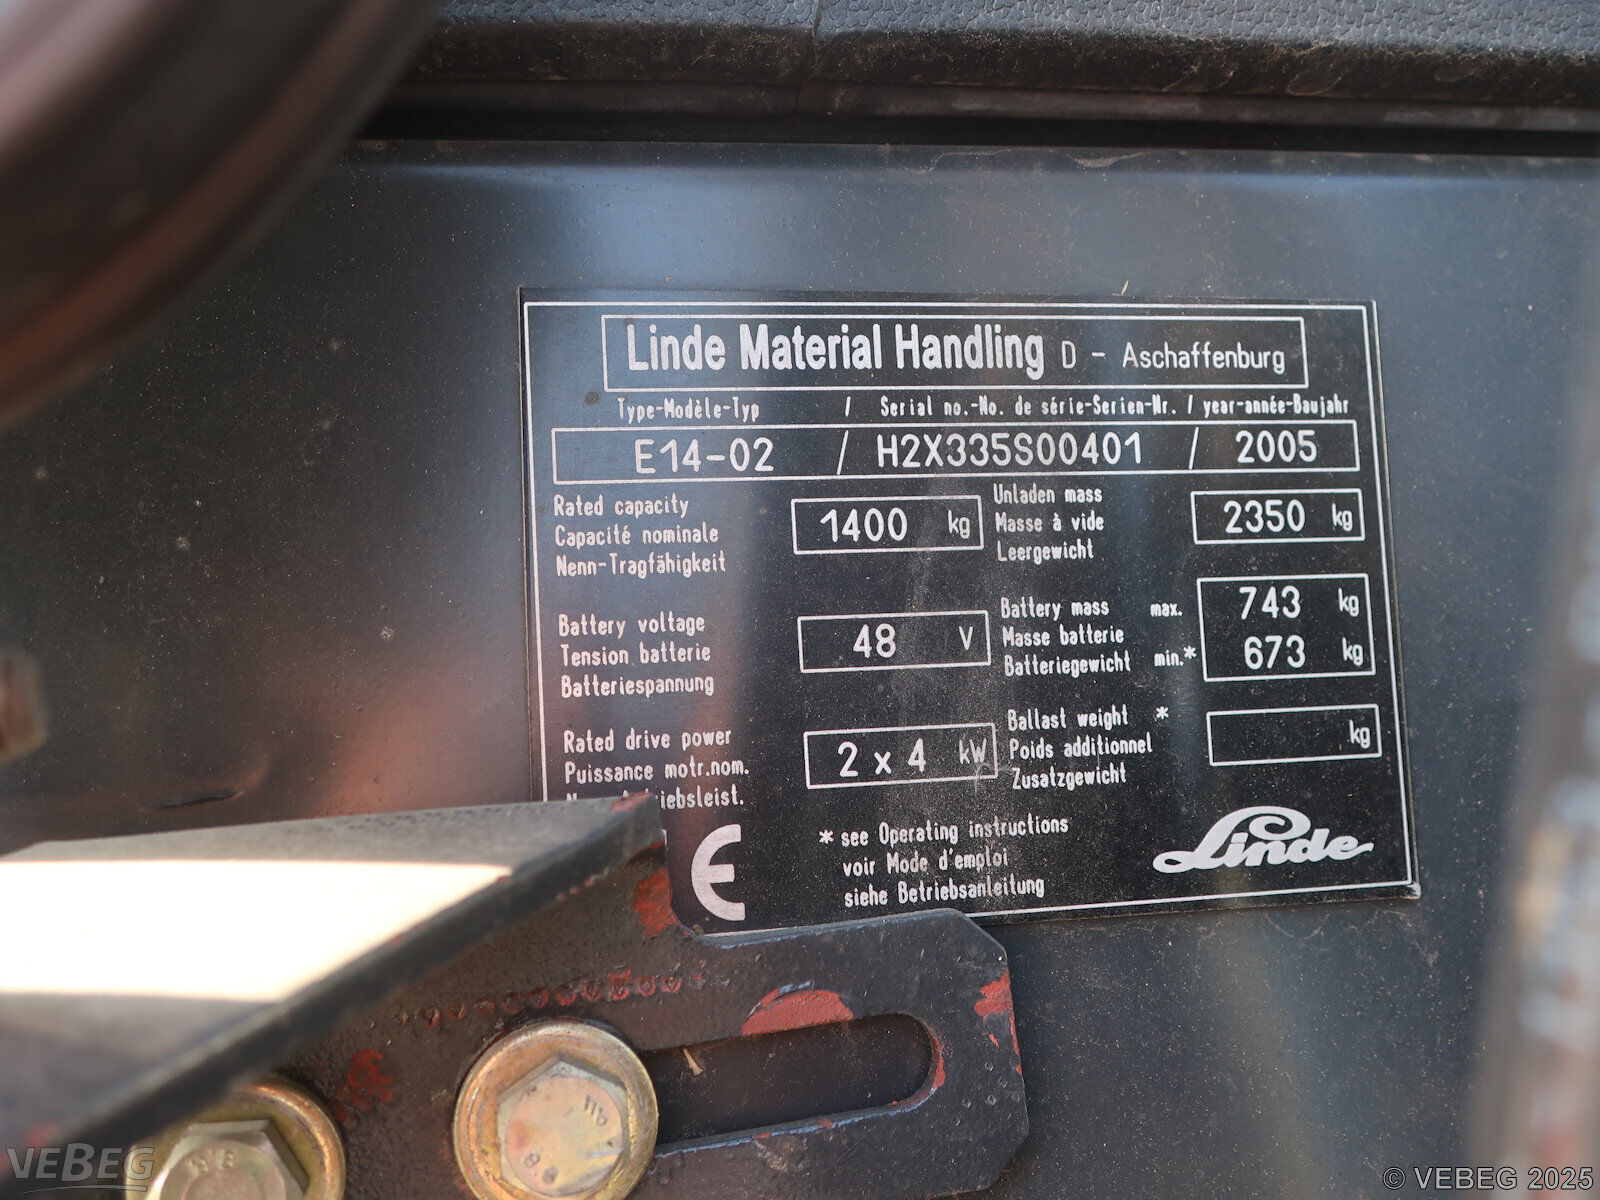 Linde Material Handling D - Aschaffenburg
Type-Modèle-Typ / Serial no.-No. de série-Serien-Nr. / year-année-Baujahr
E14-02 / H2X335S00401 / 2005
Rated capacity
Capacité nominale
Nenn-Tragfähigkeit
1400 kg
Unladen mass
Masse à vide
Leergewicht
2350 kg
Battery voltage
Tension batterie
Batteriespannung
48 V
Battery mass max.
Masse batterie
Batteriegewicht min.*
743 kg
673 kg
Rated drive power
Puissance motr.nom.
iebsleist.
2 x 4 kW
Ballast weight *
Poids additionnel
Zusatzgewicht
kg
CE
* see Operating instructions
voir Mode d'emploi
siehe Betriebsanleitung
Linde
8.8
VEBEG
© VEBEG 2025